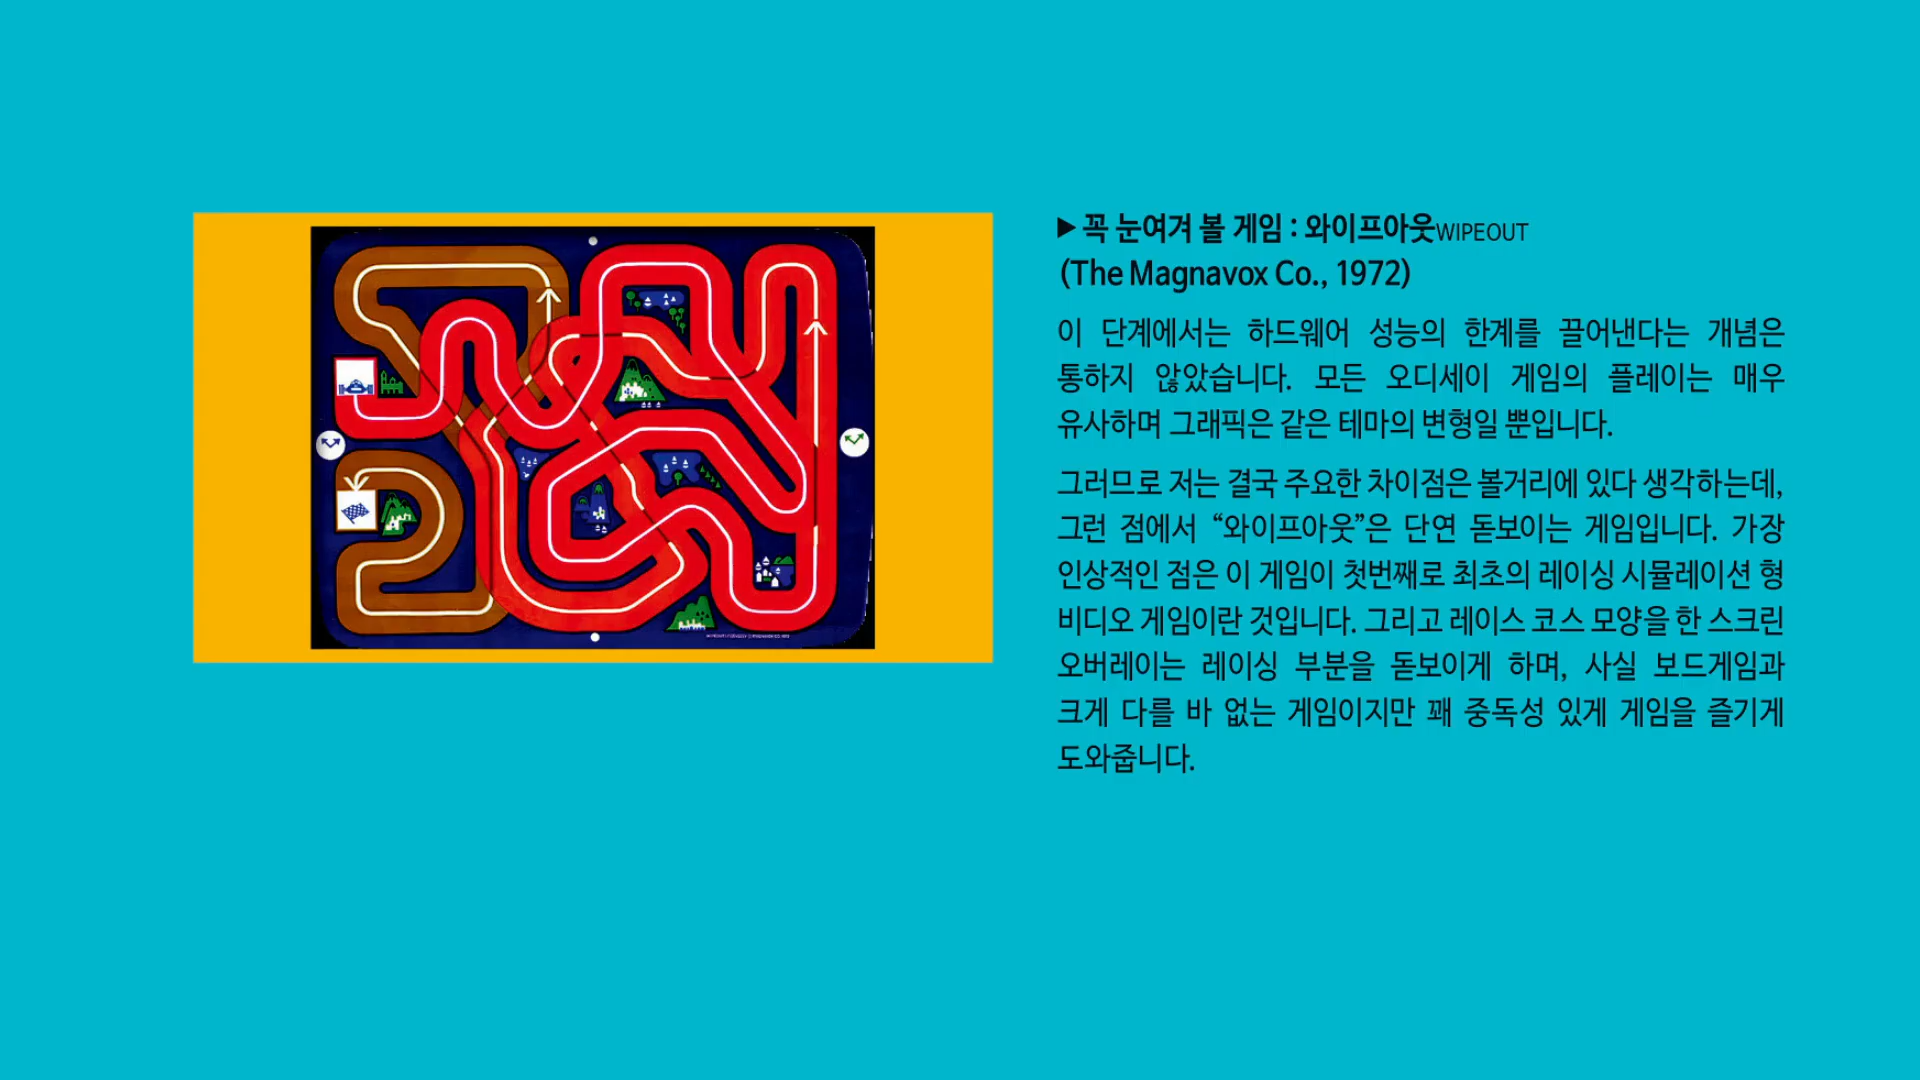 ▶ 꼭 눈여겨 볼 게임 : 와이프아웃WIPEOUT
(The Magnavox Co., 1972)
이 단계에서는 하드웨어 성능의 한계를 끌어낸다는 개념은
통하지 않았습니다. 모든 오디세이 게임의 플레이는 매우
유사하며 그래픽은 같은 테마의 변형일 뿐입니다.
그러므로 저는 결국 주요한 차이점은 볼거리에 있다 생각하는데,
그런 점에서 “와이프아웃”은 단연 돋보이는 게임입니다. 가장
인상적인 점은 이 게임이 첫번째로 최초의 레이싱 시뮬레이션 형
비디오 게임이란 것입니다. 그리고 레이스 코스 모양을 한 스크린
오버레이는 레이싱 부분을 돋보이게 하며, 사실 보드게임과
크게 다를 바 없는 게임이지만 꽤 중독성 있게 게임을 즐기게
도와줍니다.